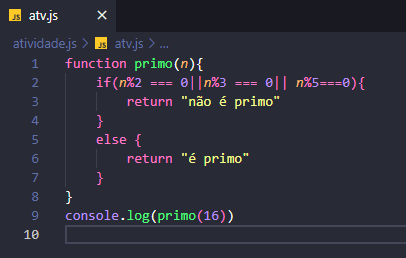 JS atv.js ×
atividade.js > JS atv.js > ...
1 function primo(n){
2 if(n%2 === 0||n%3 === 0|| n%5===0){
3 return "não é primo"
4 }
5 else {
6 return "é primo"
7 }
8 }
9 console.log(primo(16))
10